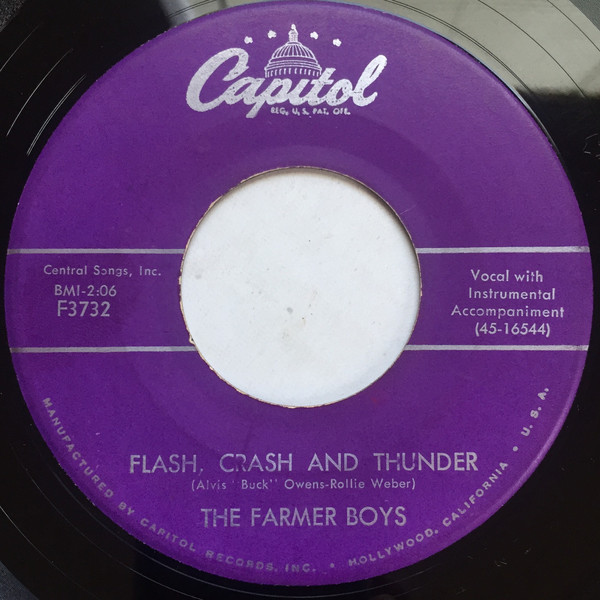 Capitol
REG. U.S. PAT. OFF.
Central Songs, Inc.
BMI-2:06
F3732
Vocal with
Instrumental
Accompaniment
(45-16544)
FLASH, CRASH AND THUNDER
(Alvis "Buck" Owens-Rollie Weber)
THE FARMER BOYS
MANUFACTURED BY CAPITOL RECORDS, INC. • HOLLYWOOD, CALIFORNIA • U.S.A.